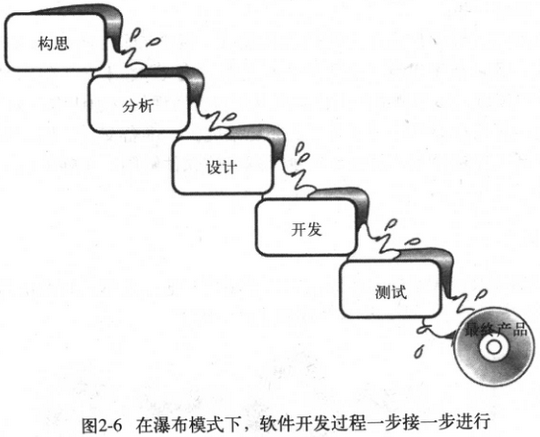 构思
分析
设计
开发
测试
最终产品
图2-6 在瀑布模式下，软件开发过程一步接一步进行